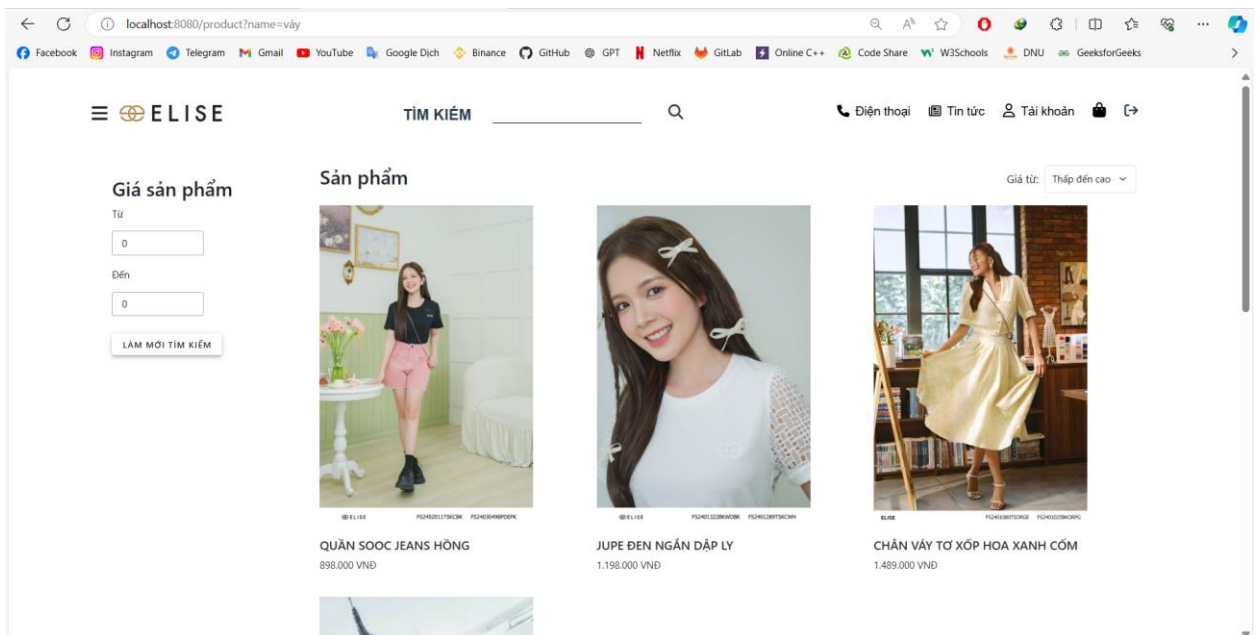 localhost:8080/product?name=váy
Facebook Instagram Telegram Gmail YouTube Google Dịch Binance GitHub GPT Netflix GitLab Online C++ Code Share W3Schools DNU GeeksforGeeks
ELISE TÌM KIẾM Điện thoại Tin tức Tài khoản
Giá sản phẩm
Từ
0
Đến
0
LÀM MỚI TÌM KIẾM
Sản phẩm
Giá từ: Thấp đến cao
ELISE
QUẦN SOOC JEANS HỒNG
898.000 VNĐ
ELISE
JUPE ĐEN NGẮN DẬP LY
1.198.000 VNĐ
ELISE
CHÂN VÁY TƠ XỐP HOA XANH CỐM
1.489.000 VNĐ